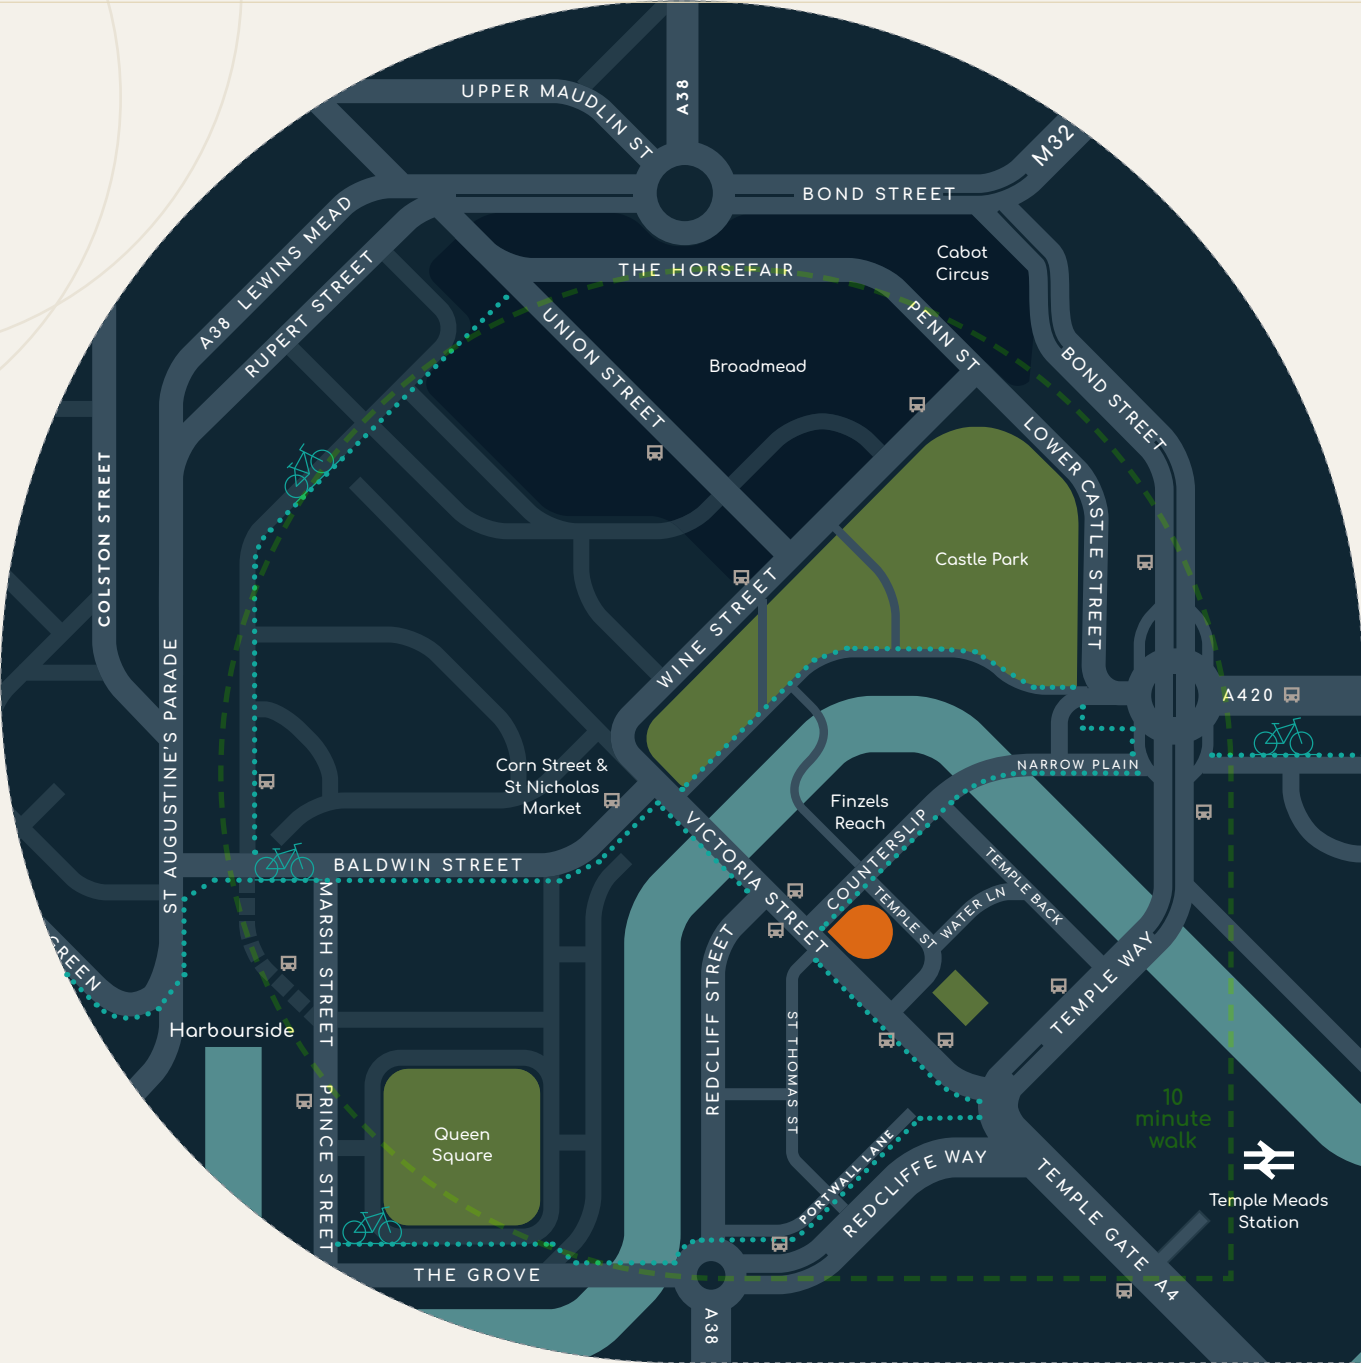 UPPER MAUDLIN ST
A38
M32
BOND STREET
A38 LEWINS MEAD
RUPERT STREET
THE HORSEFAIR
Cabot
Circus
UNION STREET
PENN ST
Broadmead
BOND STREET
LOWER CASTLE STREET
COLSTON STREET
Castle Park
WINE STREET
ST AUGUSTINE'S PARADE
A420
Corn Street &
St Nicholas
Market
NARROW PLAIN
Finzels
Reach
VICTORIA STREET
COUNTERSLIP
BALDWIN STREET
TEMPLE BACK
TEMPLE ST
WATER LN
MARSH STREET
GREEN
REDCLIFF STREET
TEMPLE WAY
Harbourside
ST THOMAS ST
PRINCE STREET
10
minute
walk
Queen
Square
PORTWALL LANE
REDCLIFFE WAY
TEMPLE GATE A4
Temple Meads
Station
THE GROVE
A38